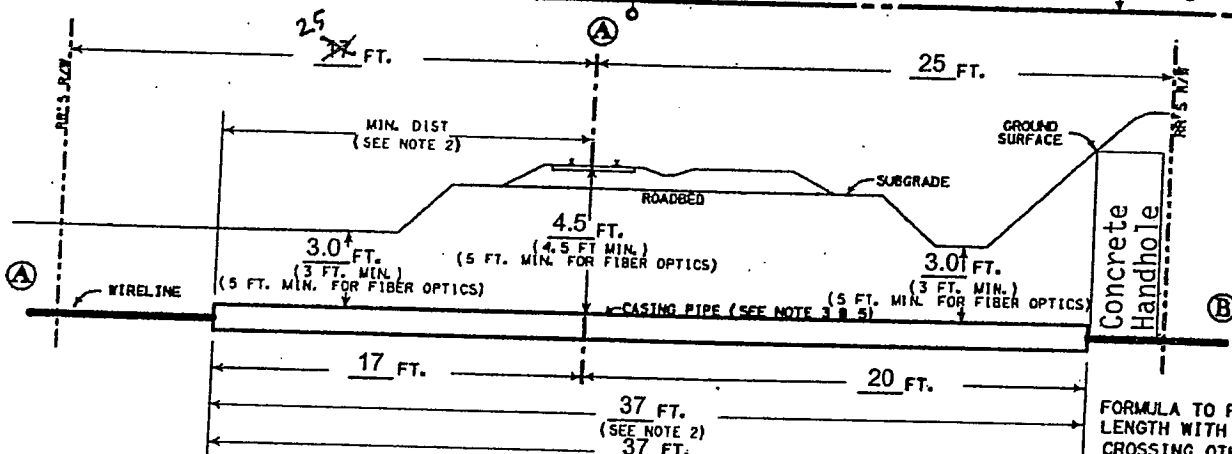 Ⓐ
25
17 FT.
25 FT.
RR'S R/W
RR'S R/W
MIN. DIST
(SEE NOTE 2)
GROUND
SURFACE
SUBGRADE
ROADBED
4.5 FT.
(4.5 FT MIN.)
(5 FT. MIN. FOR FIBER OPTICS)
3.0 FT.
(3 FT. MIN.)
(5 FT. MIN. FOR FIBER OPTICS)
3.0 FT.
(3 FT. MIN.)
(5 FT. MIN. FOR FIBER OPTICS)
Concrete
Handhole
Ⓐ
WIRELINE
CASING PIPE (SEE NOTE 3 & 5)
Ⓑ
17 FT.
20 FT.
37 FT.
(SEE NOTE 2)
37 FT.
FORMULA TO
LENGTH WITH
CROSSING